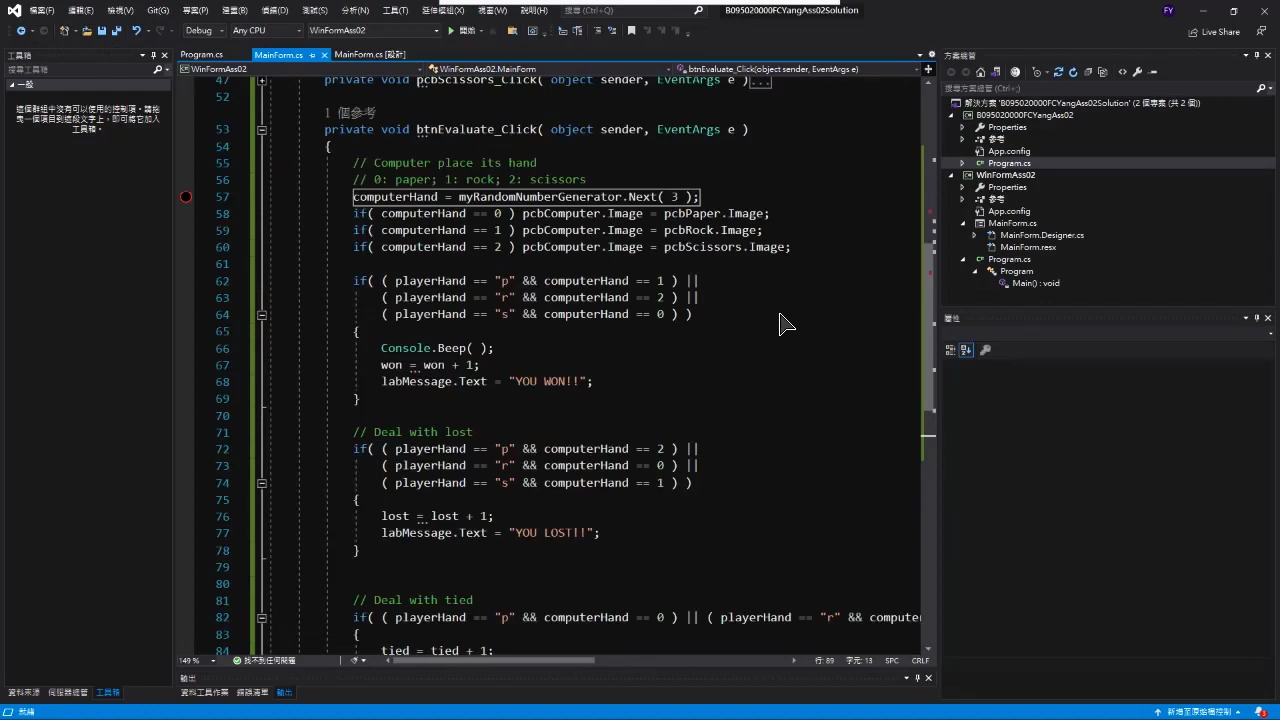 檔案(F) 編輯(E) 檢視(V) Git(G) 專案(P) 建置(B) 偵錯(D) 測試(S) 分析(N) 工具(T) 延伸模組(X) 視窗(W) 說明(H) 搜尋 (Ctrl+Q) B095020000FCYangAss02Solution FY
Debug Any CPU WinFormAss02 開始 Live Share
工具箱
搜尋工具箱
一般
這個群組中沒有可以使用的控制項。請拖曳一個項目到這段文字上，即可將它加入工具箱。
Program.cs MainForm.cs MainForm.cs [設計]
WinFormAss02 WinFormAss02.MainForm btnEvaluate_Click(object sender, EventArgs e)
47 private void pcbScissors_Click( object sender, EventArgs e )...
52
1 個參考
53 private void btnEvaluate_Click( object sender, EventArgs e )
54 {
55 // Computer place its hand
56 // 0: paper; 1: rock; 2: scissors
57 computerHand = myRandomNumberGenerator.Next( 3 );
58 if( computerHand == 0 ) pcbComputer.Image = pcbPaper.Image;
59 if( computerHand == 1 ) pcbComputer.Image = pcbRock.Image;
60 if( computerHand == 2 ) pcbComputer.Image = pcbScissors.Image;
61
62 if( ( playerHand == "p" && computerHand == 1 ) ||
63 ( playerHand == "r" && computerHand == 2 ) ||
64 ( playerHand == "s" && computerHand == 0 ) )
65 {
66 Console.Beep( );
67 won = won + 1;
68 labMessage.Text = "YOU WON!!";
69 }
70
71 // Deal with lost
72 if( ( playerHand == "p" && computerHand == 2 ) ||
73 ( playerHand == "r" && computerHand == 0 ) ||
74 ( playerHand == "s" && computerHand == 1 ) )
75 {
76 lost = lost + 1;
77 labMessage.Text = "YOU LOST!!";
78 }
79
80
81 // Deal with tied
82 if( ( playerHand == "p" && computerHand == 0 ) || ( playerHand == "r" && compute
83 {
84 tied = tied + 1;
149 % 找不到任何問題 行: 89 字元: 13 SPC CRLF
輸出
資料工具作業 錯誤清單 輸出
資料來源 伺服器總管 工具箱
就緒
方案總管
搜尋方案總管 (Ctrl+;)
解決方案 'B095020000FCYangAss02Solution' (2 個專案 (共 2 個))
B095020000FCYangAss02
Properties
參考
App.config
Program.cs
WinFormAss02
Properties
參考
App.config
MainForm.cs
MainForm.Designer.cs
MainForm.resx
Program.cs
Program
Main() : void
屬性
新增至原始檔控制